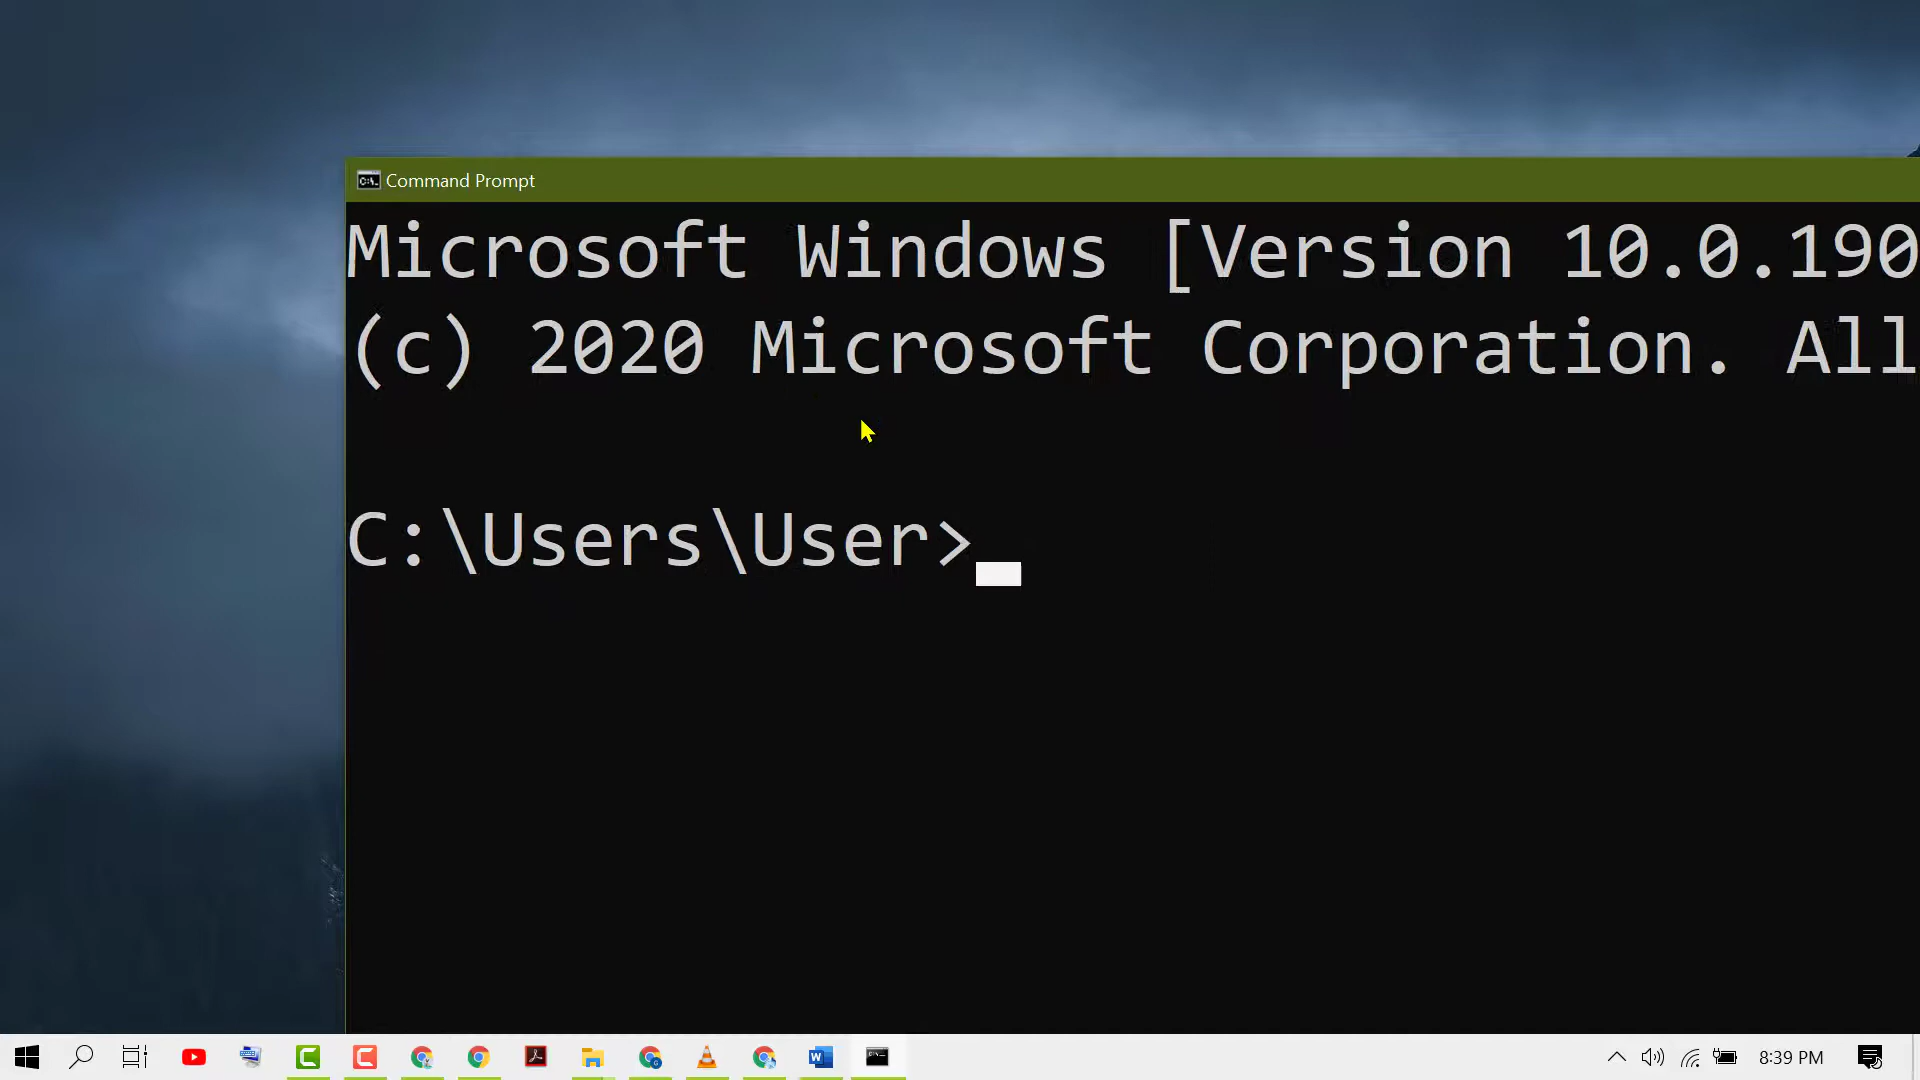 Command Prompt
Microsoft Windows [Version 10.0.190
(c) 2020 Microsoft Corporation. All
C:\Users\User>
8:39 PM